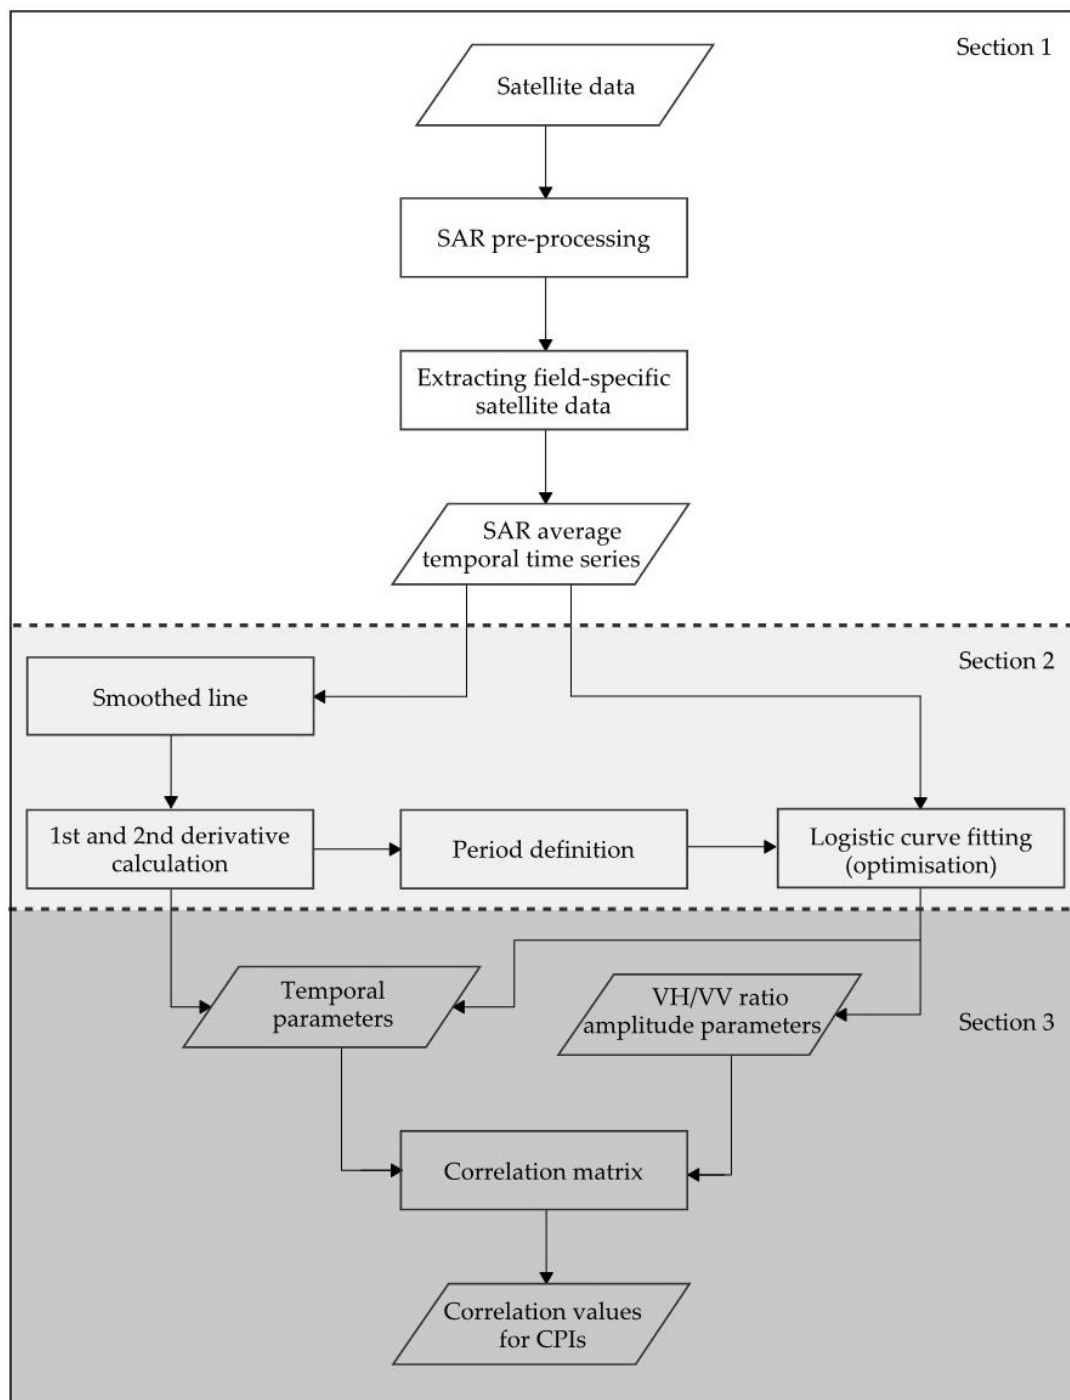 Section 1
Satellite data
SAR pre-processing
Extracting field-specific
satellite data
SAR average
temporal time series
Section 2
Smoothed line
1st and 2nd derivative
calculation
Period definition
Logistic curve fitting
(optimisation)
Section 3
Temporal
parameters
VH/VV ratio
amplitude parameters
Correlation matrix
Correlation values
for CPIs